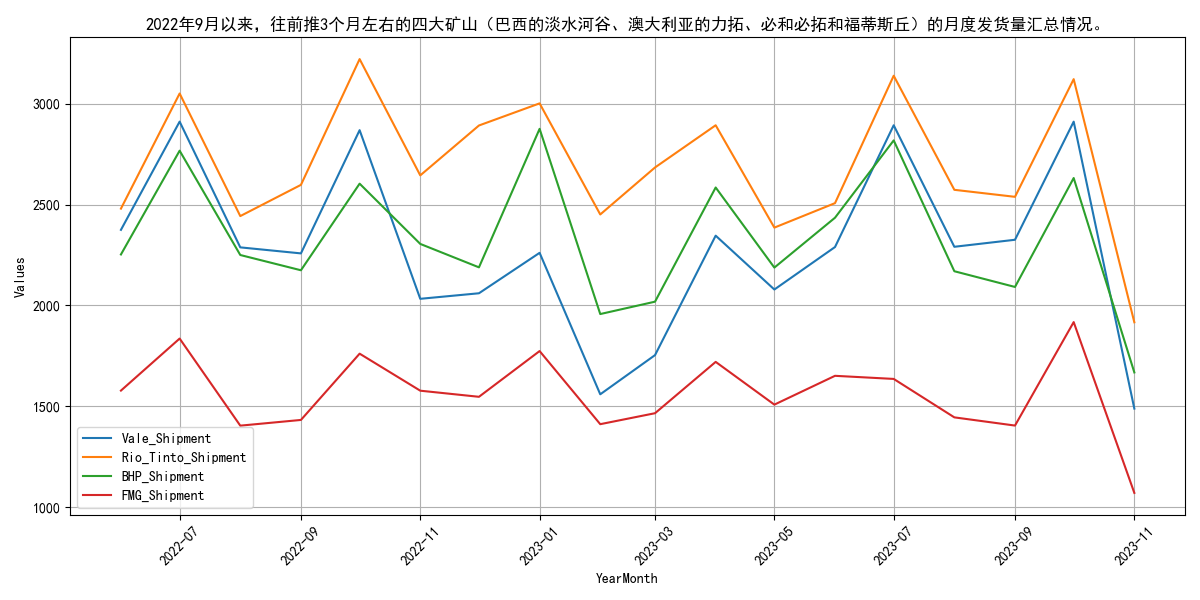 2022年9月以来，往前推3个月左右的四大矿山（巴西的淡水河谷、澳大利亚的力拓、必和必拓和福蒂斯丘）的月度发货量汇总情况。
Values
3000
2500
2000
1500
1000
Vale_Shipment
Rio_Tinto_Shipment
BHP_Shipment
FMG_Shipment
2022-07
2022-09
2022-11
2023-01
2023-03
2023-05
2023-07
2023-09
2023-11
YearMonth